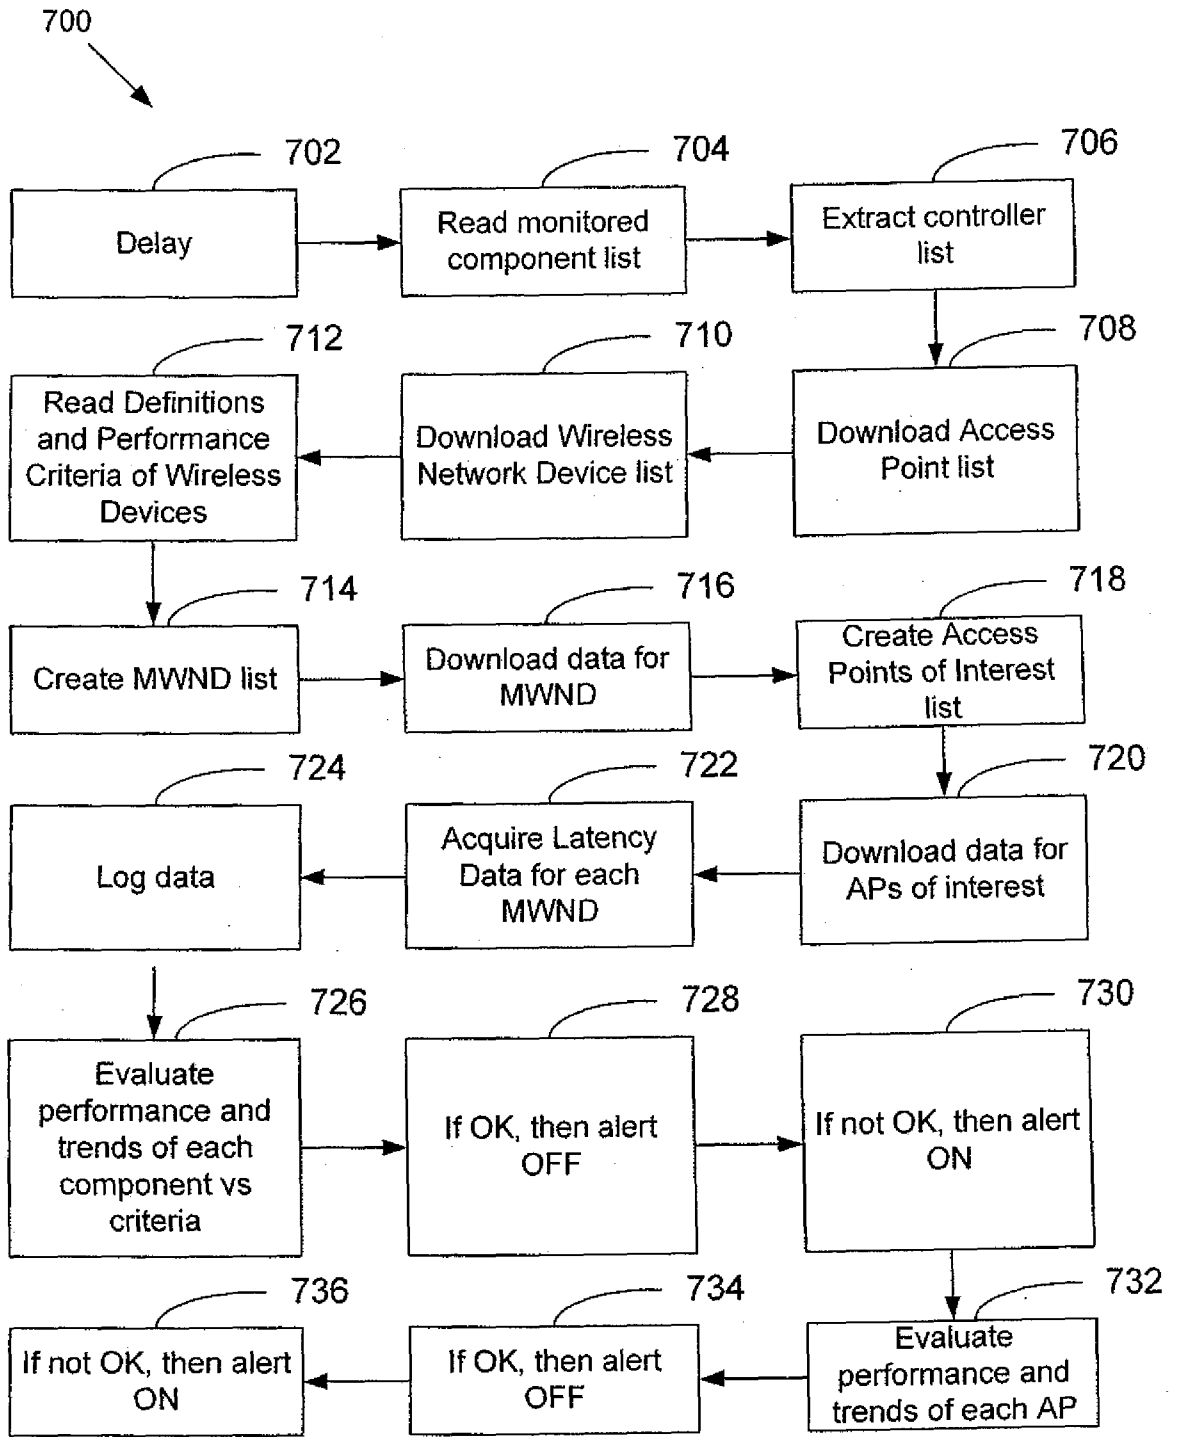 700
702
Delay
704
Read monitored
component list
706
Extract controller
list
708
Download Access
Point list
710
Download Wireless
Network Device list
712
Read Definitions
and Performance
Criteria of Wireless
Devices
714
Create MWND list
716
Download data for
MWND
718
Create Access
Points of Interest
list
720
Download data for
APs of interest
722
Acquire Latency
Data for each
MWND
724
Log data
726
Evaluate
performance and
trends of each
component vs
criteria
728
If OK, then alert
OFF
730
If not OK, then alert
ON
732
Evaluate
performance and
trends of each AP
734
If OK, then alert
OFF
736
If not OK, then alert
ON